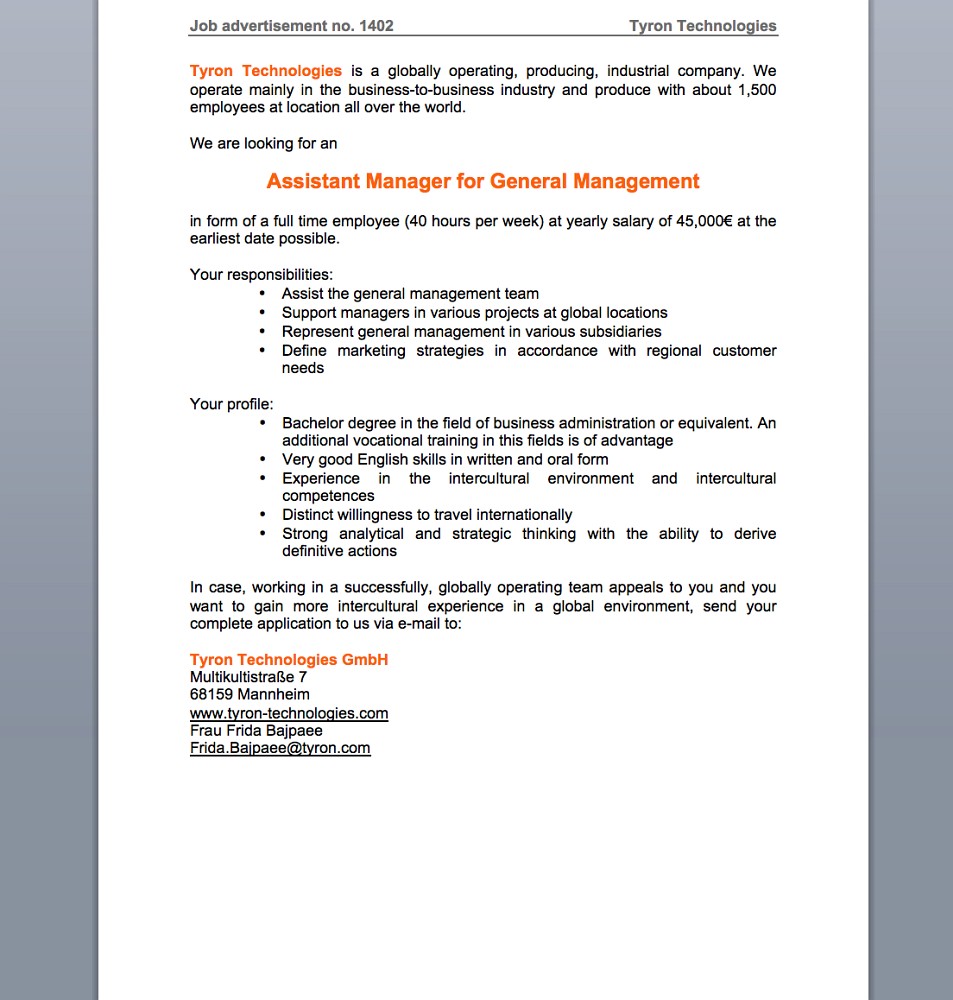 Job advertisement no. 1402 Tyron Technologies
Tyron Technologies is a globally operating, producing, industrial company. We
operate mainly in the business-to-business industry and produce with about 1,500
employees at location all over the world.
We are looking for an
Assistant Manager for General Management
in form of a full time employee (40 hours per week) at yearly salary of 45,000€ at the
earliest date possible.
Your responsibilities:
• Assist the general management team
• Support managers in various projects at global locations
• Represent general management in various subsidiaries
• Define marketing strategies in accordance with regional customer
needs
Your profile:
• Bachelor degree in the field of business administration or equivalent. An
additional vocational training in this fields is of advantage
• Very good English skills in written and oral form
• Experience in the intercultural environment and intercultural
competences
• Distinct willingness to travel internationally
• Strong analytical and strategic thinking with the ability to derive
definitive actions
In case, working in a successfully, globally operating team appeals to you and you
want to gain more intercultural experience in a global environment, send your
complete application to us via e-mail to:
Tyron Technologies GmbH
Multikultistraße 7
68159 Mannheim
www.tyron-technologies.com
Frau Frida Bajpaee
Frida.Bajpaee@tyron.com